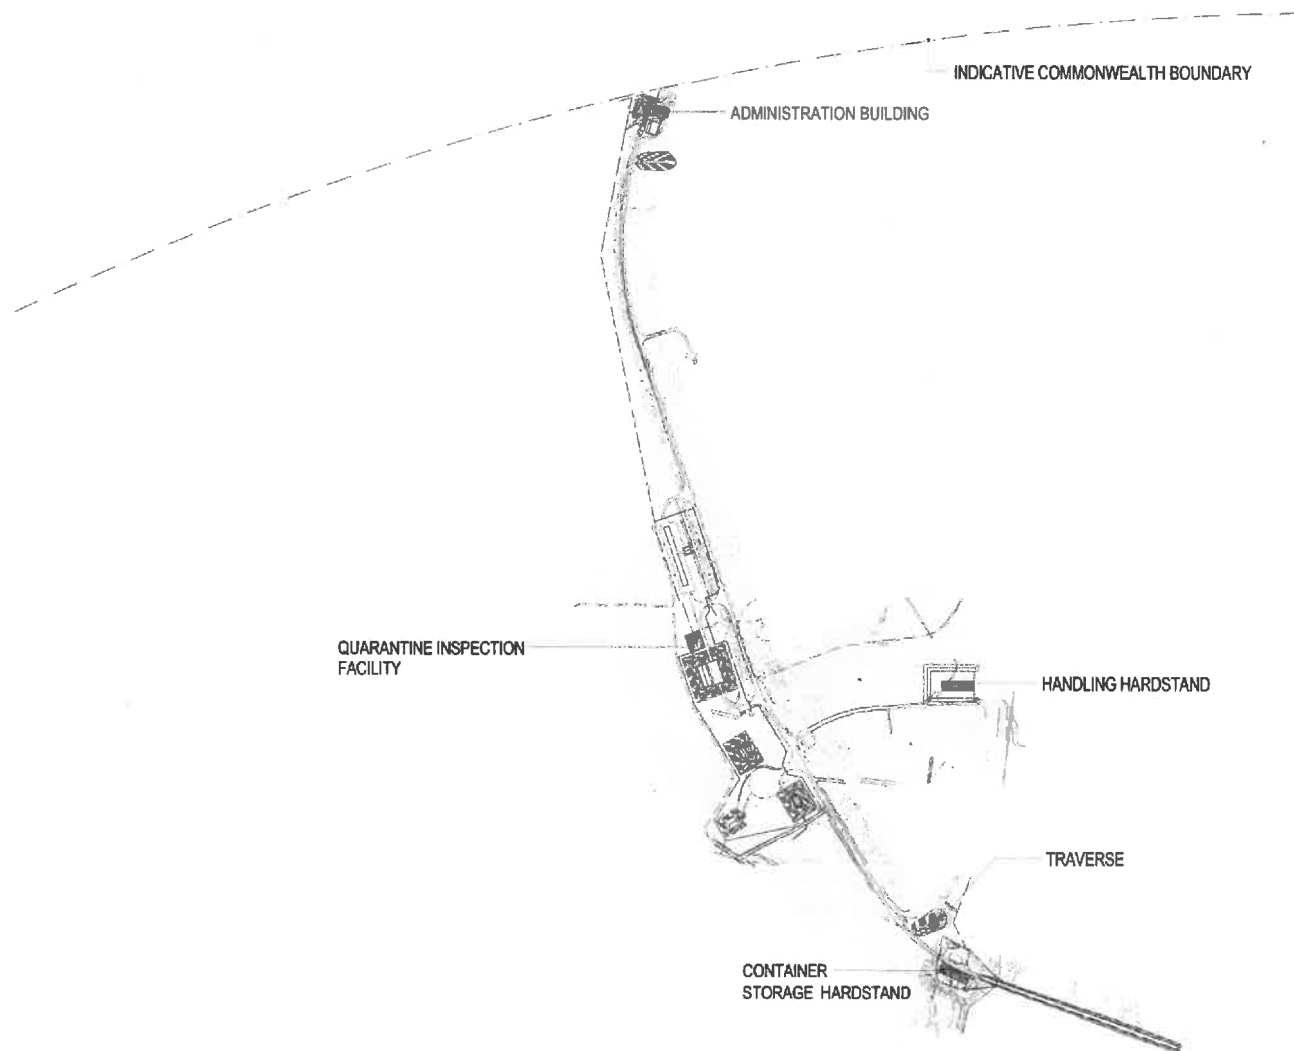 INDICATIVE COMMONWEALTH BOUNDARY
ADMINISTRATION BUILDING
QUARANTINE INSPECTION
FACILITY
HANDLING HARDSTAND
TRAVERSE
CONTAINER
STORAGE HARDSTAND